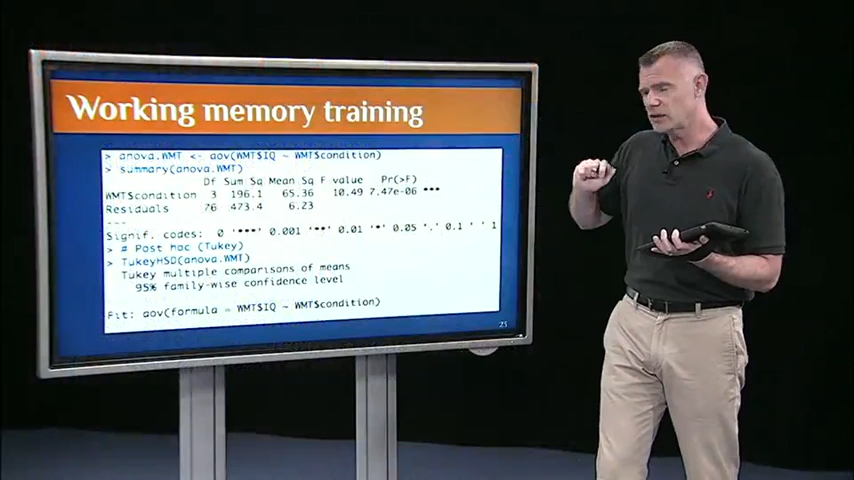 Working memory training
> anova.WMT <- aov(WMT$IQ ~ WMT$condition)
> summary(anova.WMT)
Df Sum Sq Mean Sq F value Pr(>F)
WMT$condition 3 196.1 65.36 10.49 7.47e-06 ***
Residuals 76 473.4 6.23
---
Signif. codes: 0 '***' 0.001 '**' 0.01 '*' 0.05 '.' 0.1 ' ' 1
> # Post hoc (Tukey)
> TukeyHSD(anova.WMT)
Tukey multiple comparisons of means
95% family-wise confidence level
Fit: aov(formula = WMT$IQ ~ WMT$condition)
25